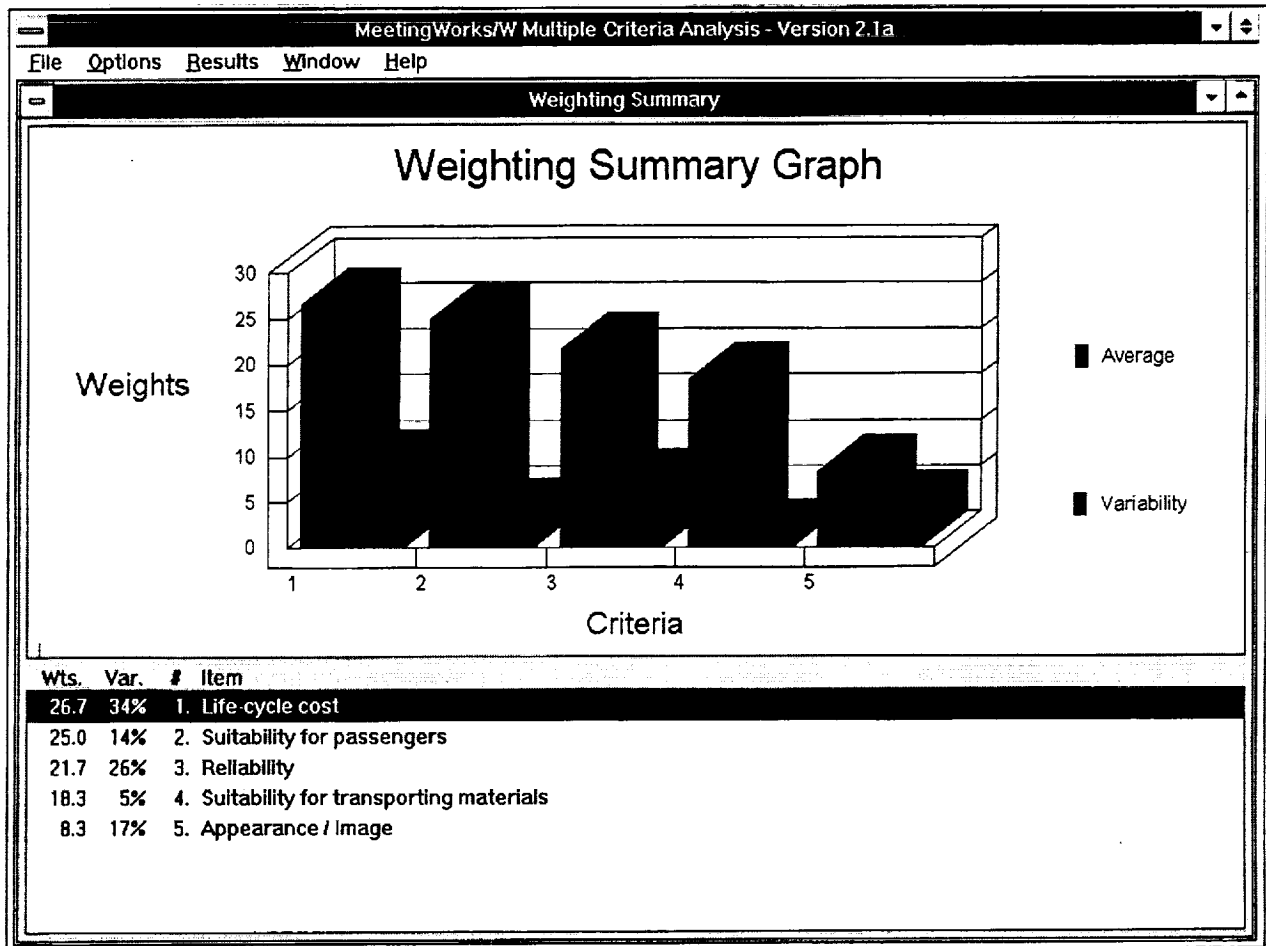 MeetingWorks/W Multiple Criteria Analysis - Version 2.1a
File Options Results Window Help
Weighting Summary
Weighting Summary Graph
30
25
20
15
10
5
0
Weights
1 2 3 4 5
Criteria
Average
Variability
Wts. Var. # Item
26.7 34% 1. Life-cycle cost
25.0 14% 2. Suitability for passengers
21.7 26% 3. Reliability
18.3 5% 4. Suitability for transporting materials
8.3 17% 5. Appearance / Image